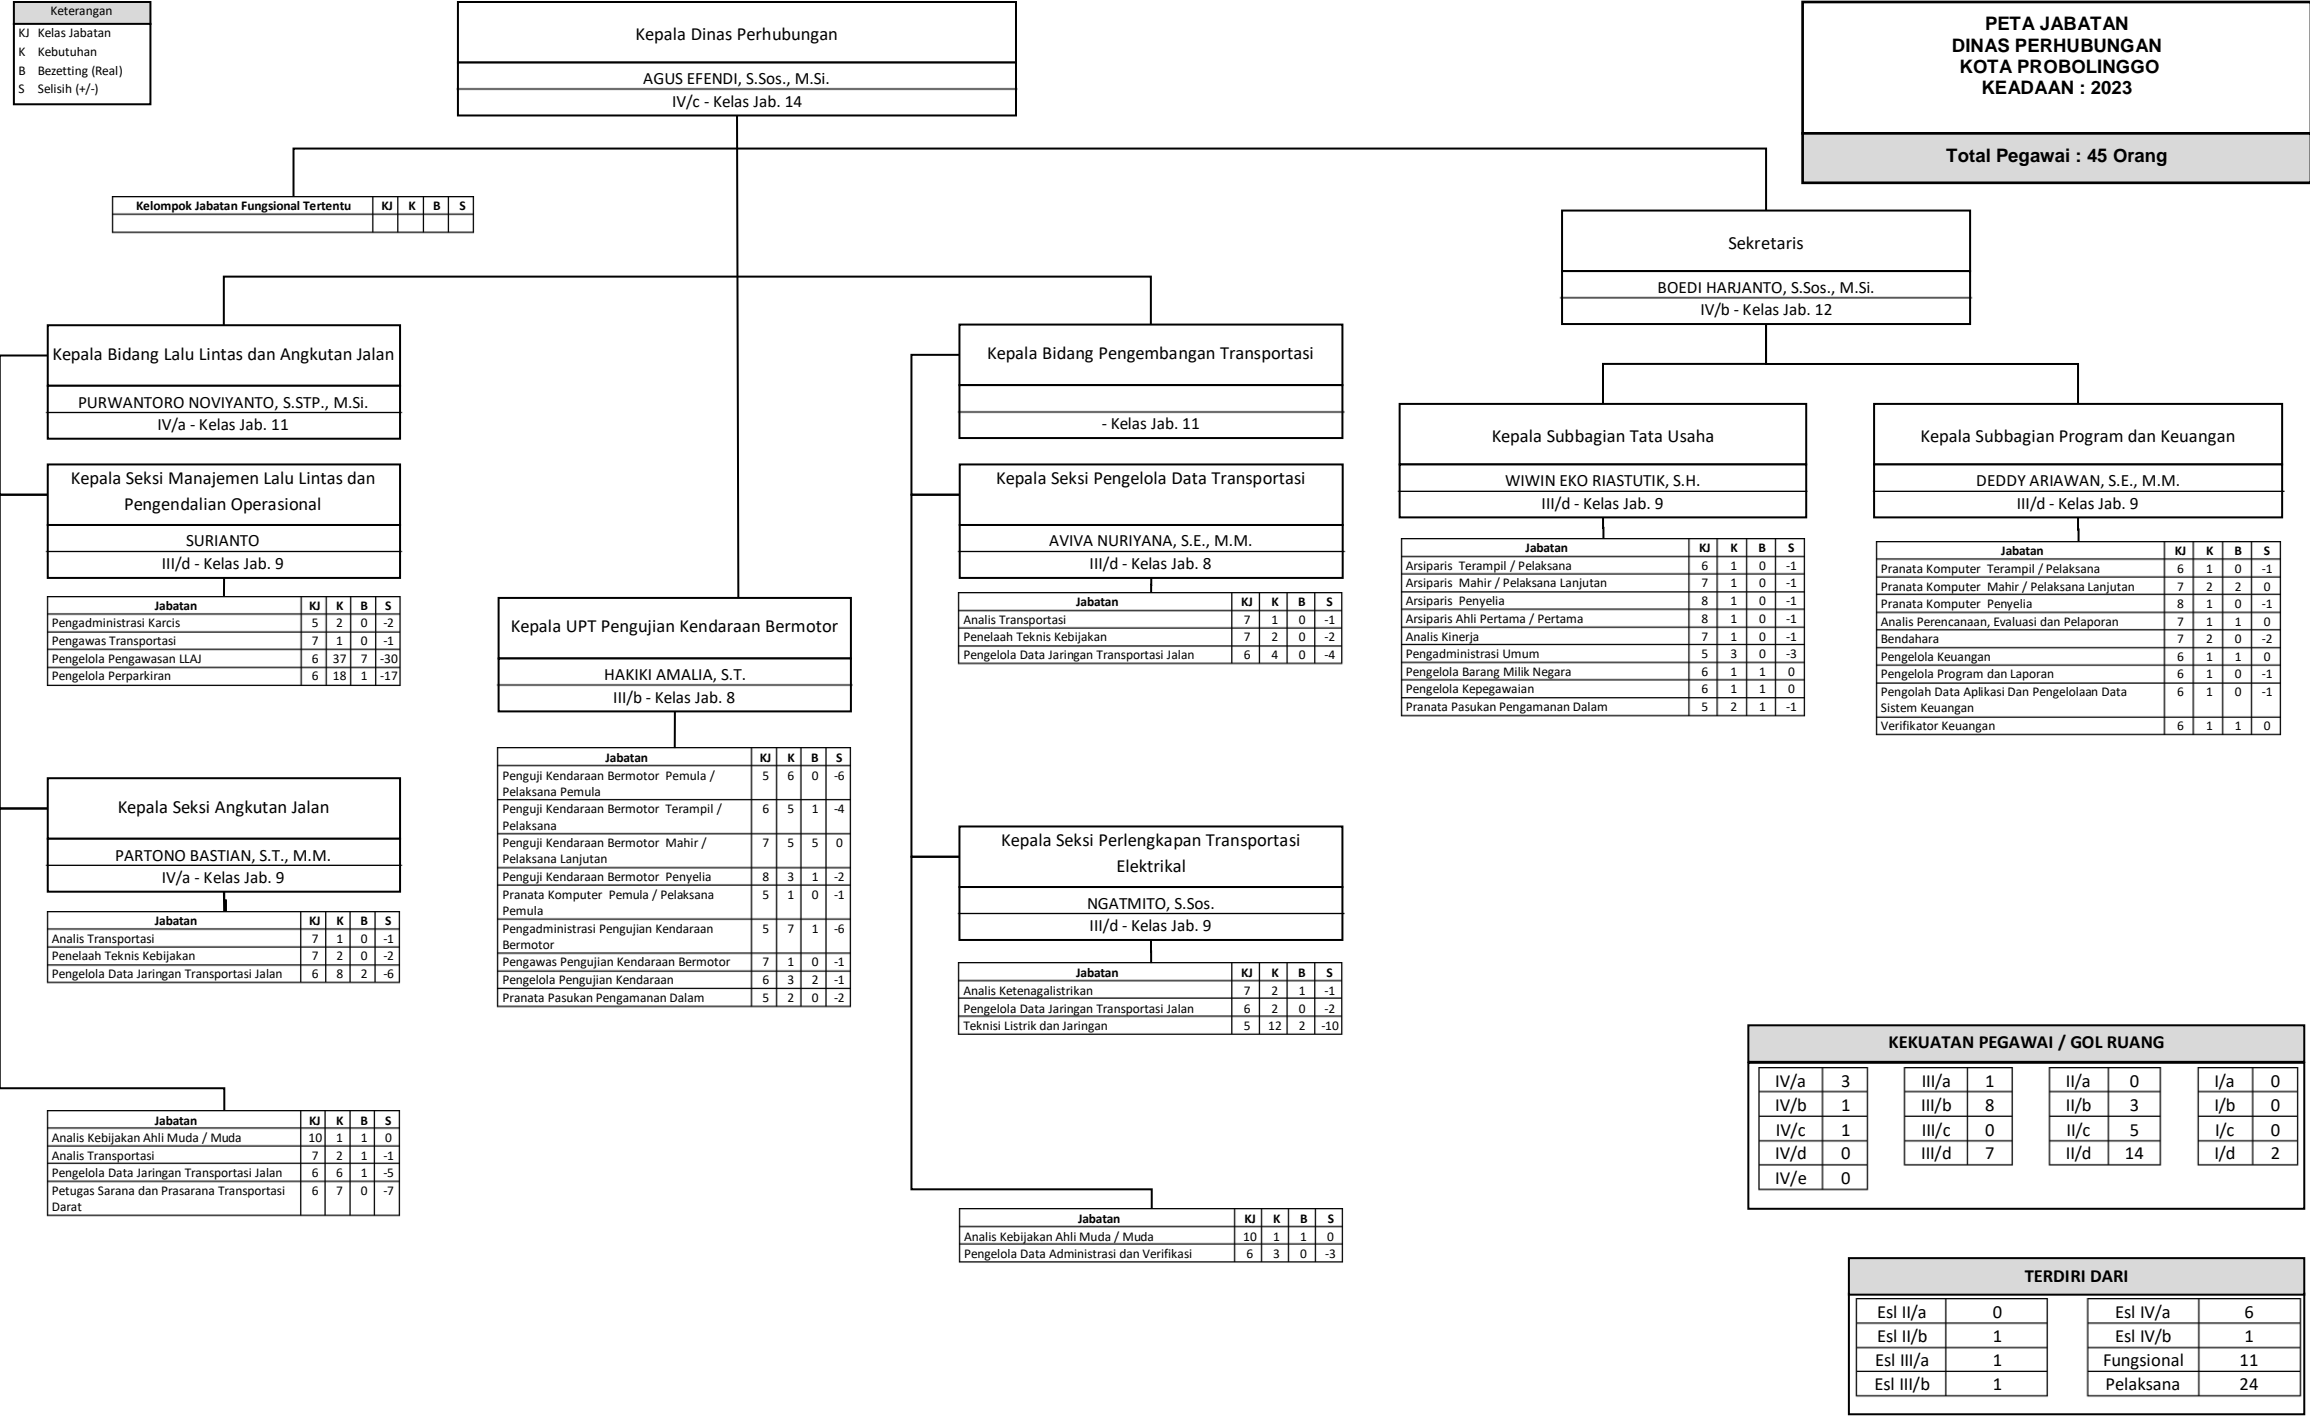 Keterangan
KJ Kelas Jabatan
K Kebutuhan
B Bezetting (Real)
S Selisih (+/-)
Kepala Dinas Perhubungan
AGUS EFENDI, S.Sos., M.Si.
IV/c - Kelas Jab. 14
PETA JABATAN
DINAS PERHUBUNGAN
KOTA PROBOLINGGO
KEADAAN : 2023
Total Pegawai : 45 Orang
Kelompok Jabatan Fungsional Tertentu KJ K B S
Sekretaris
BOEDI HARJANTO, S.Sos., M.Si.
IV/b - Kelas Jab. 12
Kepala Bidang Lalu Lintas dan Angkutan Jalan
PURWANTORO NOVIYANTO, S.STP., M.Si.
IV/a - Kelas Jab. 11
Kepala Seksi Manajemen Lalu Lintas dan
Pengendalian Operasional
SURIANTO
III/d - Kelas Jab. 9
Jabatan KJ K B S
Pengadministrasi Karcis 5 2 0 -2
Pengawas Transportasi 7 1 0 -1
Pengelola Pengawasan LLAJ 6 37 7 -30
Pengelola Perparkiran 6 18 1 -17
Kepala Seksi Angkutan Jalan
PARTONO BASTIAN, S.T., M.M.
IV/a - Kelas Jab. 9
Jabatan KJ K B S
Analis Transportasi 7 1 0 -1
Penelaah Teknis Kebijakan 7 2 0 -2
Pengelola Data Jaringan Transportasi Jalan 6 8 2 -6
Jabatan KJ K B S
Analis Kebijakan Ahli Muda / Muda 10 1 1 0
Analis Transportasi 7 2 1 -1
Pengelola Data Jaringan Transportasi Jalan 6 6 1 -5
Petugas Sarana dan Prasarana Transportasi 6 7 0 -7
Darat
Kepala UPT Pengujian Kendaraan Bermotor
HAKIKI AMALIA, S.T.
III/b - Kelas Jab. 8
Jabatan KJ K B S
Penguji Kendaraan Bermotor Pemula / 5 6 0 -6
Pelaksana Pemula
Penguji Kendaraan Bermotor Terampil / 6 5 1 -4
Pelaksana
Penguji Kendaraan Bermotor Mahir / 7 5 5 0
Pelaksana Lanjutan
Penguji Kendaraan Bermotor Penyelia 8 3 1 -2
Pranata Komputer Pemula / Pelaksana 5 1 0 -1
Pemula
Pengadministrasi Pengujian Kendaraan 5 7 1 -6
Bermotor
Pengawas Pengujian Kendaraan Bermotor 7 1 0 -1
Pengelola Pengujian Kendaraan 6 3 2 -1
Pranata Pasukan Pengamanan Dalam 5 2 0 -2
Kepala Bidang Pengembangan Transportasi
- Kelas Jab. 11
Kepala Seksi Pengelola Data Transportasi
AVIVA NURIYANA, S.E., M.M.
III/d - Kelas Jab. 8
Jabatan KJ K B S
Analis Transportasi 7 1 0 -1
Penelaah Teknis Kebijakan 7 2 0 -2
Pengelola Data Jaringan Transportasi Jalan 6 4 0 -4
Kepala Seksi Perlengkapan Transportasi
Elektrikal
NGATMITO, S.Sos.
III/d - Kelas Jab. 9
Jabatan KJ K B S
Analis Ketenagalistrikan 7 2 1 -1
Pengelola Data Jaringan Transportasi Jalan 6 2 0 -2
Teknisi Listrik dan Jaringan 5 12 2 -10
Jabatan KJ K B S
Analis Kebijakan Ahli Muda / Muda 10 1 1 0
Pengelola Data Administrasi dan Verifikasi 6 3 0 -3
Kepala Subbagian Tata Usaha
WIWIN EKO RIASTUTIK, S.H.
III/d - Kelas Jab. 9
Jabatan KJ K B S
Arsiparis Terampil / Pelaksana 6 1 0 -1
Arsiparis Mahir / Pelaksana Lanjutan 7 1 0 -1
Arsiparis Penyelia 8 1 0 -1
Arsiparis Ahli Pertama / Pertama 8 1 0 -1
Analis Kinerja 7 1 0 -1
Pengadministrasi Umum 5 3 0 -3
Pengelola Barang Milik Negara 6 1 1 0
Pengelola Kepegawaian 6 1 1 0
Pranata Pasukan Pengamanan Dalam 5 2 1 -1
Kepala Subbagian Program dan Keuangan
DEDDY ARIAWAN, S.E., M.M.
III/d - Kelas Jab. 9
Jabatan KJ K B S
Pranata Komputer Terampil / Pelaksana 6 1 0 -1
Pranata Komputer Mahir / Pelaksana Lanjutan 7 2 2 0
Pranata Komputer Penyelia 8 1 0 -1
Analis Perencanaan, Evaluasi dan Pelaporan 7 1 1 0
Bendahara 7 2 0 -2
Pengelola Keuangan 6 1 1 0
Pengelola Program dan Laporan 6 1 0 -1
Pengolah Data Aplikasi Dan Pengelolaan Data 6 1 0 -1
Sistem Keuangan
Verifikator Keuangan 6 1 1 0
KEKUATAN PEGAWAI / GOL RUANG
IV/a 3 III/a 1 II/a 0 I/a 0
IV/b 1 III/b 8 II/b 3 I/b 0
IV/c 1 III/c 0 II/c 5 I/c 0
IV/d 0 III/d 7 II/d 14 I/d 2
IV/e 0
TERDIRI DARI
Esl II/a 0 Esl IV/a 6
Esl II/b 1 Esl IV/b 1
Esl III/a 1 Fungsional 11
Esl III/b 1 Pelaksana 24